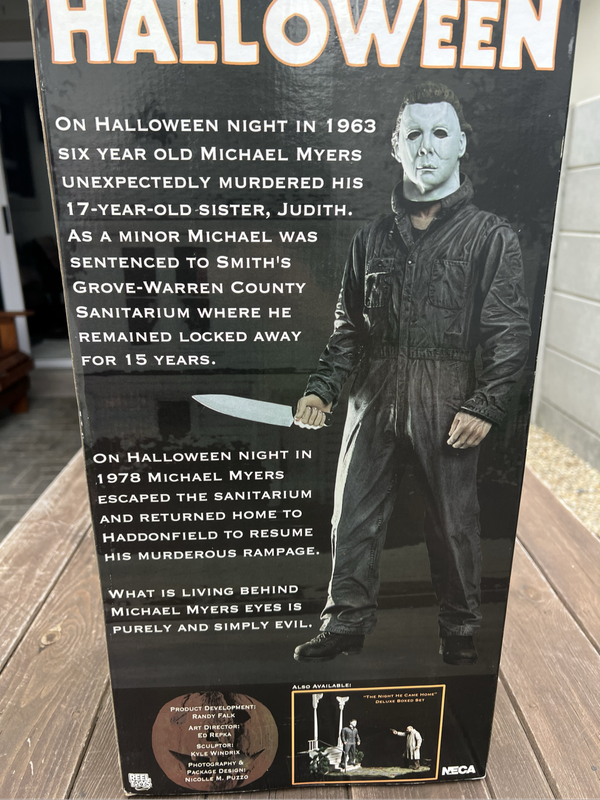 HALLOWEEN
ON HALLOWEEN NIGHT IN 1963
SIX YEAR OLD MICHAEL MYERS
UNEXPECTEDLY MURDERED HIS
17-YEAR-OLD SISTER, JUDITH.
AS A MINOR MICHAEL WAS
SENTENCED TO SMITH'S
GROVE-WARREN COUNTY
SANITARIUM WHERE HE
REMAINED LOCKED AWAY
FOR 15 YEARS.
ON HALLOWEEN NIGHT IN
1978 MICHAEL MYERS
ESCAPED THE SANITARIUM
AND RETURNED HOME TO
HADDONFIELD TO RESUME
HIS MURDEROUS RAMPAGE.
WHAT IS LIVING BEHIND
MICHAEL MYERS EYES IS
PURELY AND SIMPLY EVIL.
PRODUCT DEVELOPMENT:
RANDY FALK
ART DIRECTOR:
ED REPKA
SCULPTOR:
KYLE WINDRIX
PHOTOGRAPHY &
PACKAGE DESIGN:
NICOLLE M. PUZZO
REEL
TOYS
ALSO AVAILABLE:
"THE NIGHT HE CAME HOME"
DELUXE BOXED SET
NECA